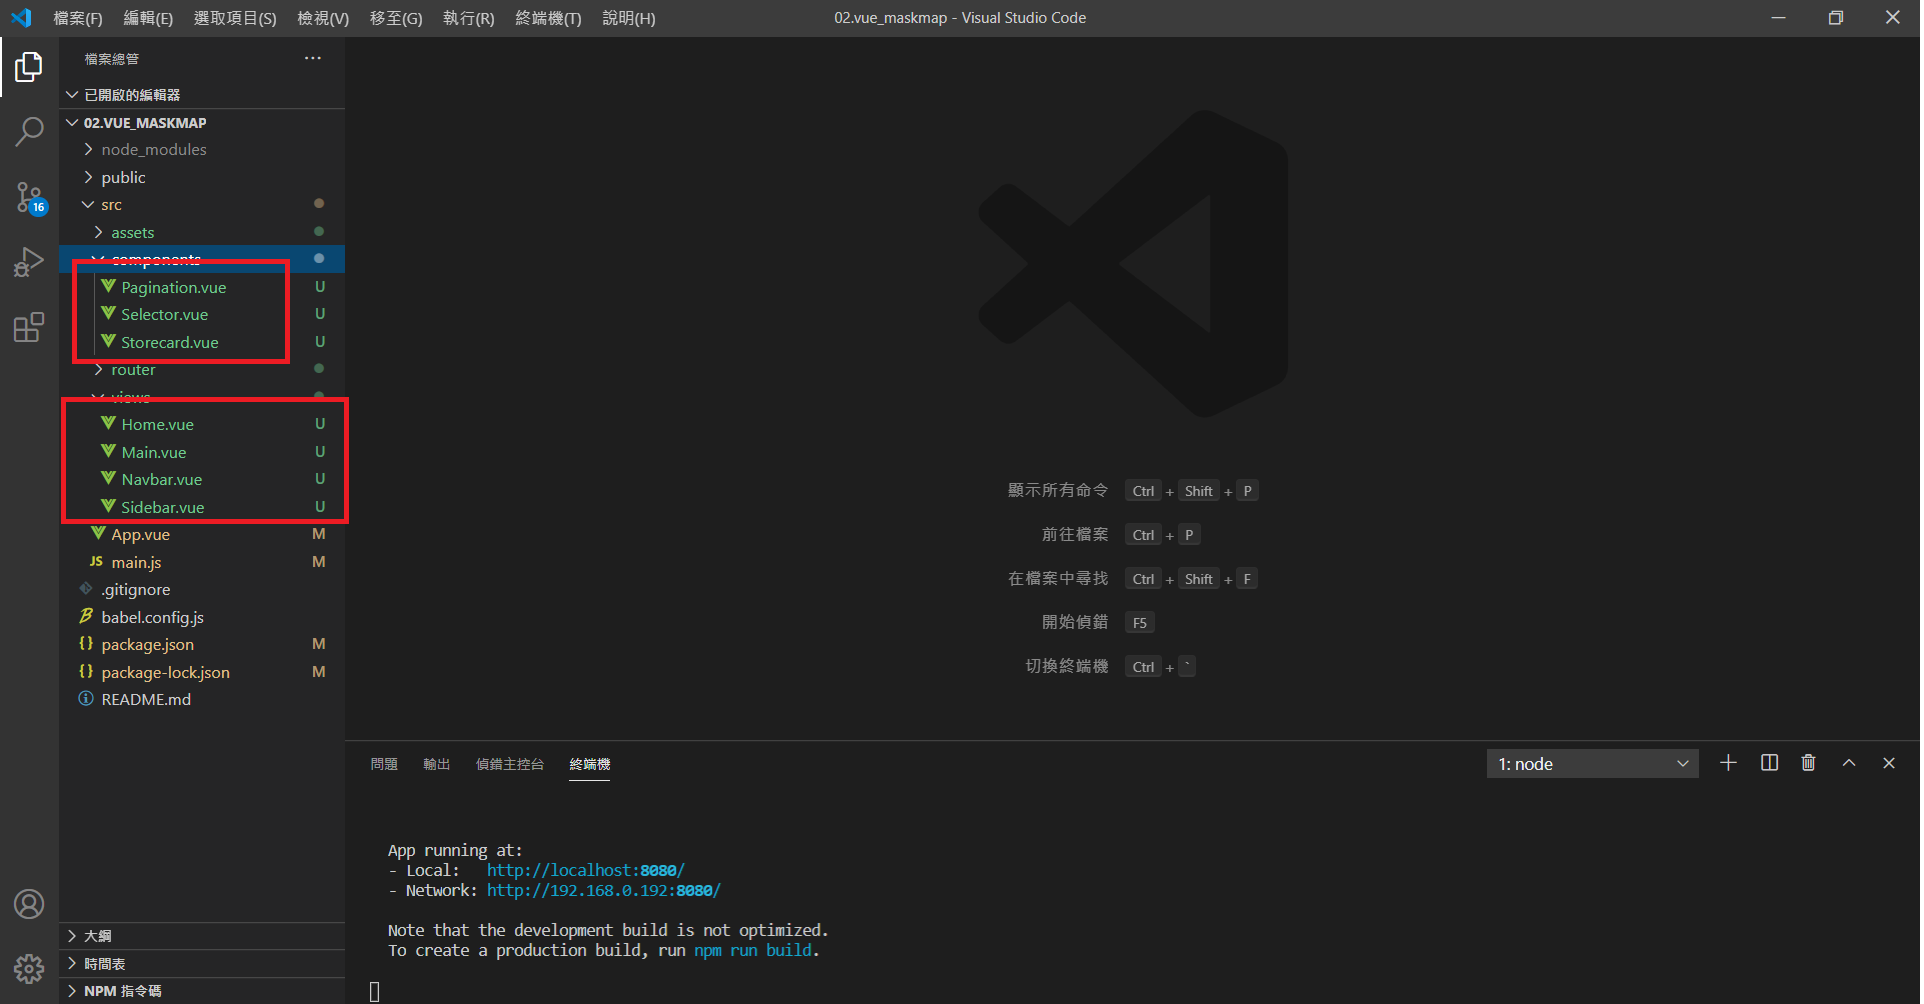 檔案(F) 編輯(E) 選取項目(S) 檢視(V) 移至(G) 執行(R) 終端機(T) 說明(H)
02.vue_maskmap - Visual Studio Code
檔案總管
已開啟的編輯器
02.VUE_MASKMAP
node_modules
public
src
assets
components
Pagination.vue U
Selector.vue U
Storecard.vue U
router
views
Home.vue U
Main.vue U
Navbar.vue U
Sidebar.vue U
App.vue M
JS main.js M
.gitignore
babel.config.js
{} package.json M
{} package-lock.json M
README.md
16
大綱
時間表
NPM 指令碼
顯示所有命令 Ctrl + Shift + P
前往檔案 Ctrl + P
在檔案中尋找 Ctrl + Shift + F
開始偵錯 F5
切換終端機 Ctrl + `
問題 輸出 偵錯主控台 終端機
1: node
App running at:
- Local: http://localhost:8080/
- Network: http://192.168.0.192:8080/
Note that the development build is not optimized.
To create a production build, run npm run build.